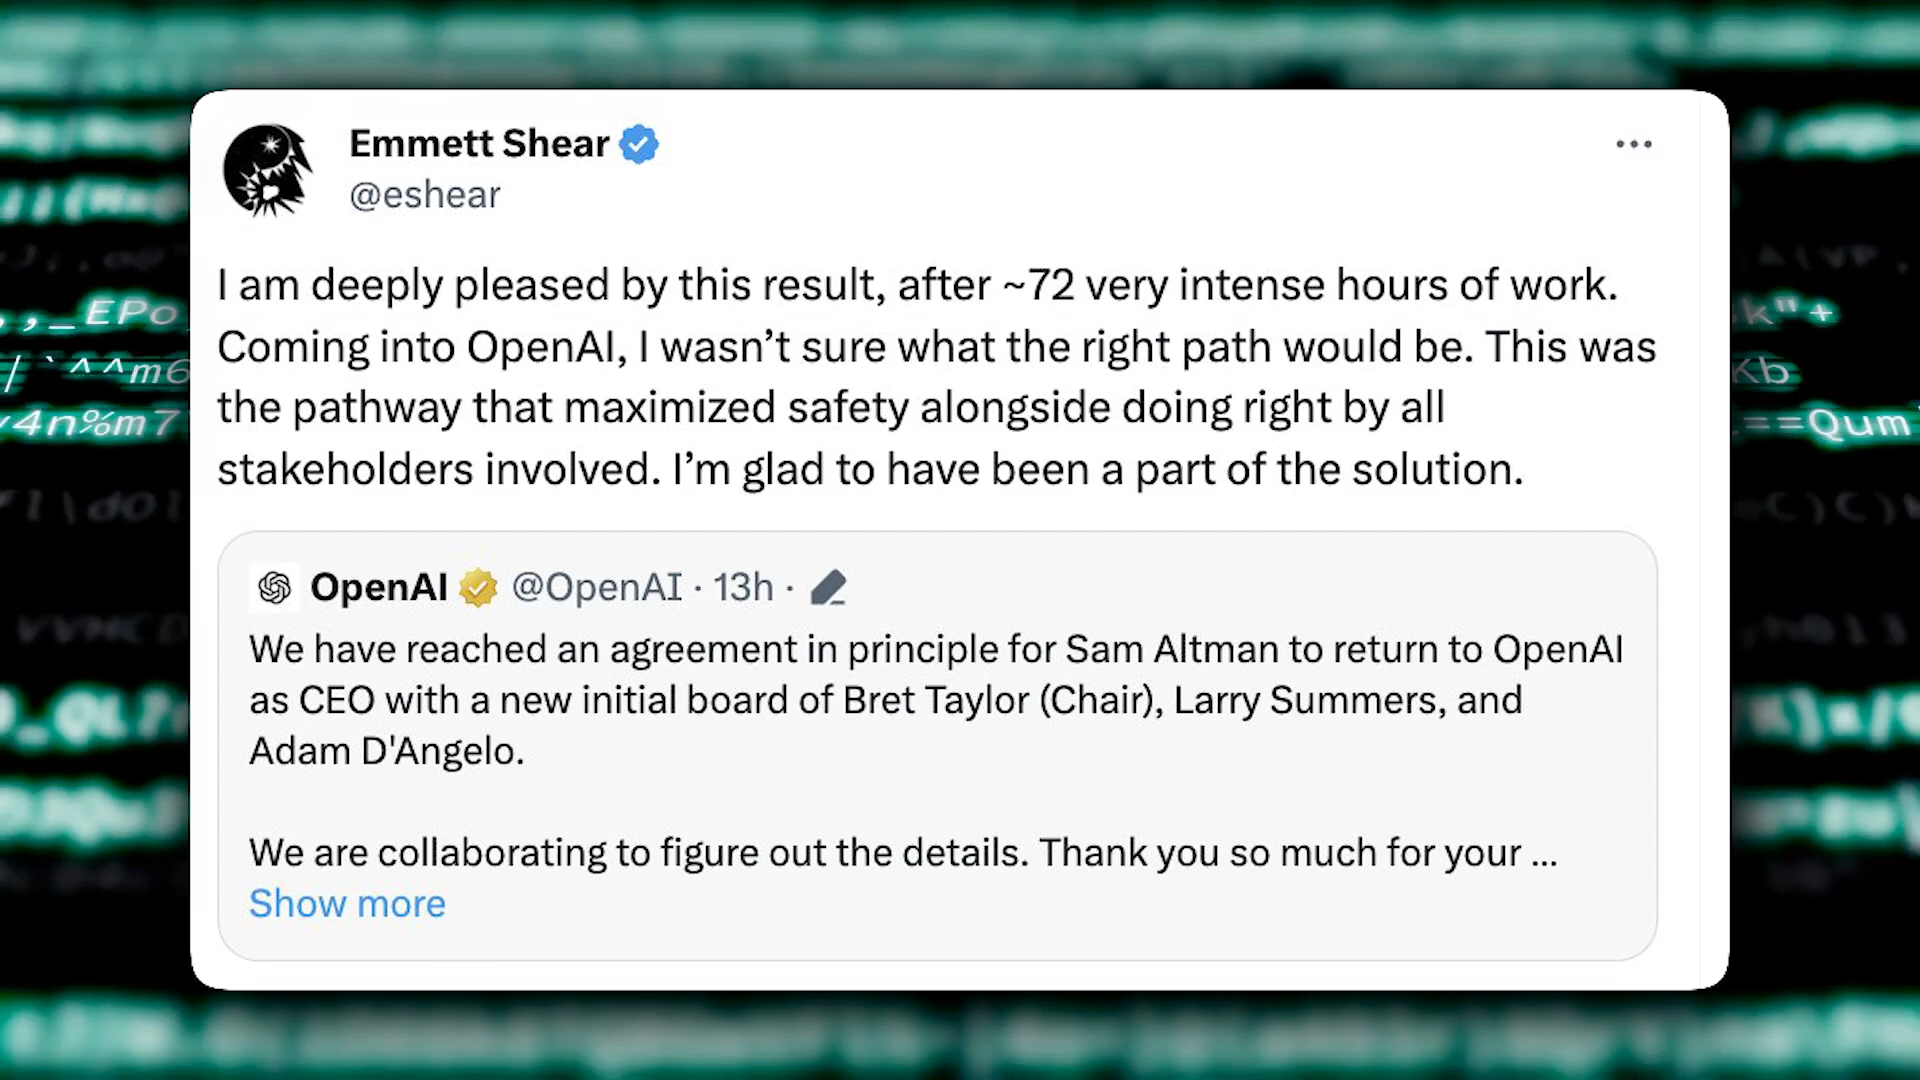 Emmett Shear
@eshear
I am deeply pleased by this result, after ~72 very intense hours of work.
Coming into OpenAI, I wasn’t sure what the right path would be. This was
the pathway that maximized safety alongside doing right by all
stakeholders involved. I’m glad to have been a part of the solution.
OpenAI @OpenAI · 13h ·
We have reached an agreement in principle for Sam Altman to return to OpenAI
as CEO with a new initial board of Bret Taylor (Chair), Larry Summers, and
Adam D'Angelo.
We are collaborating to figure out the details. Thank you so much for your ...
Show more